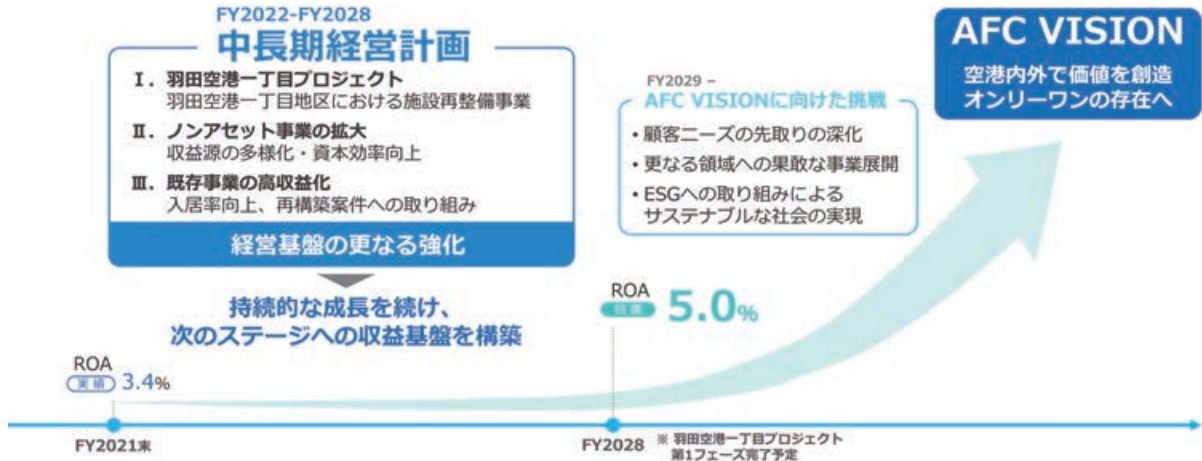 FY2022-FY2028
中長期経営計画
Ⅰ. 羽田空港一丁目プロジェクト
羽田空港一丁目地区における施設再整備事業
Ⅱ. ノンアセット事業の拡大
収益源の多様化・資本効率向上
Ⅲ. 既存事業の高収益化
入居率向上、再構築案件への取り組み
経営基盤の更なる強化
持続的な成長を続け、
次のステージへの収益基盤を構築
ROA
実績 3.4%
FY2021末
FY2029 –
AFC VISIONに向けた挑戦
・顧客ニーズの先取りの深化
・更なる領域への果敢な事業展開
・ESGへの取り組みによる
サステナブルな社会の実現
ROA
目標 5.0%
FY2028
※ 羽田空港一丁目プロジェクト
第1フェーズ完了予定
AFC VISION
空港内外で価値を創造
オンリーワンの存在へ